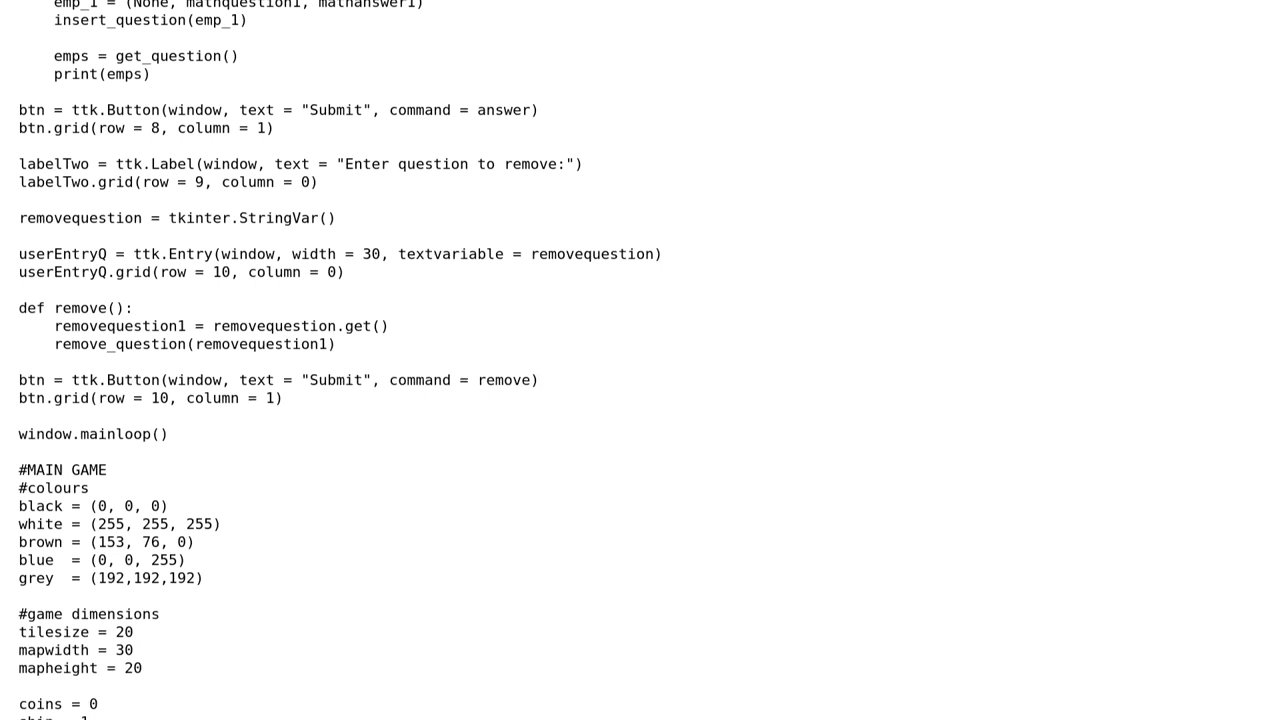 emp_1 = (None, mathquestion1, mathanswer1)
    insert_question(emp_1)

    emps = get_question()
    print(emps)

btn = ttk.Button(window, text = "Submit", command = answer)
btn.grid(row = 8, column = 1)

labelTwo = ttk.Label(window, text = "Enter question to remove:")
labelTwo.grid(row = 9, column = 0)

removequestion = tkinter.StringVar()

userEntryQ = ttk.Entry(window, width = 30, textvariable = removequestion)
userEntryQ.grid(row = 10, column = 0)

def remove():
    removequestion1 = removequestion.get()
    remove_question(removequestion1)

btn = ttk.Button(window, text = "Submit", command = remove)
btn.grid(row = 10, column = 1)

window.mainloop()

#MAIN GAME
#colours
black = (0, 0, 0)
white = (255, 255, 255)
brown = (153, 76, 0)
blue  = (0, 0, 255)
grey  = (192,192,192)

#game dimensions
tilesize = 20
mapwidth = 30
mapheight = 20

coins = 0